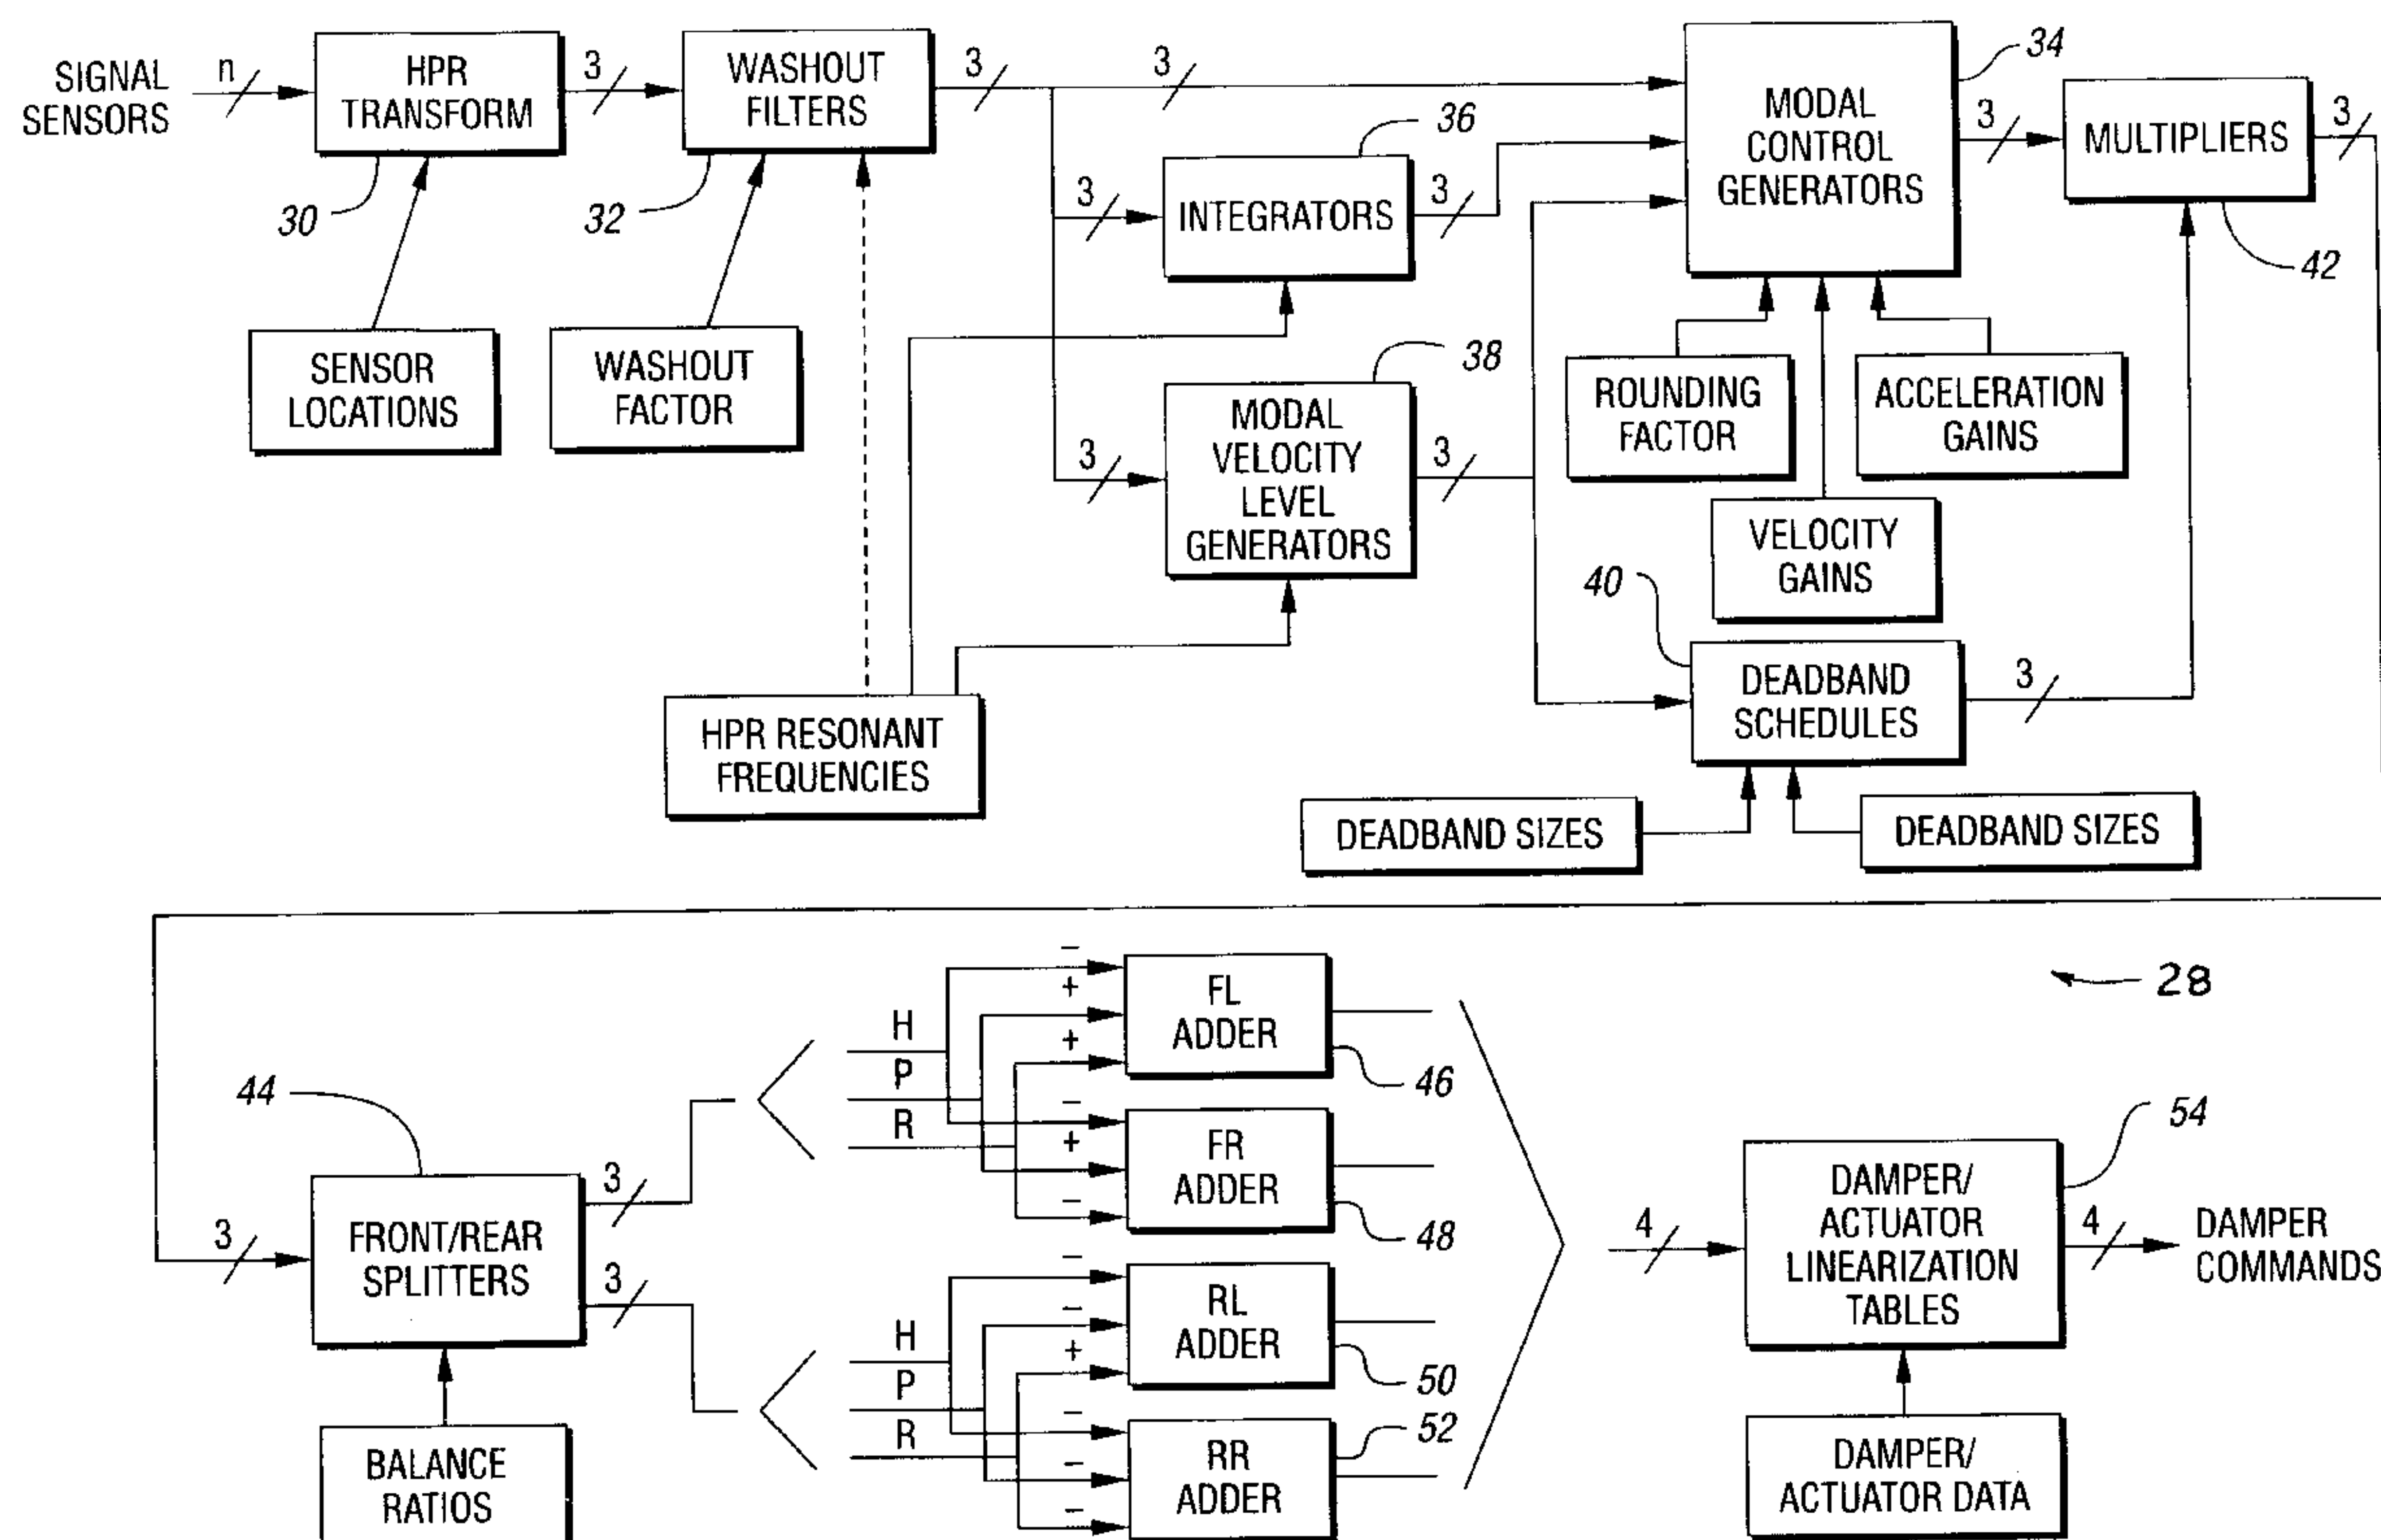 SIGNAL
SENSORS
n
HPR
TRANSFORM
30
3
WASHOUT
FILTERS
32
3
3
SENSOR
LOCATIONS
WASHOUT
FACTOR
3
INTEGRATORS
36
3
3
MODAL
VELOCITY
LEVEL
GENERATORS
38
3
HPR RESONANT
FREQUENCIES
MODAL
CONTROL
GENERATORS
34
3
MULTIPLIERS
42
3
ROUNDING
FACTOR
ACCELERATION
GAINS
VELOCITY
GAINS
40
DEADBAND
SCHEDULES
3
DEADBAND SIZES
DEADBAND SIZES
28
3
44
FRONT/REAR
SPLITTERS
3
3
BALANCE
RATIOS
H
P
R
−
+
+
FL
ADDER
46
−
+
−
FR
ADDER
48
H
P
R
−
−
+
RL
ADDER
50
−
−
−
RR
ADDER
52
4
DAMPER/
ACTUATOR
LINEARIZATION
TABLES
54
4
DAMPER
COMMANDS
DAMPER/
ACTUATOR DATA